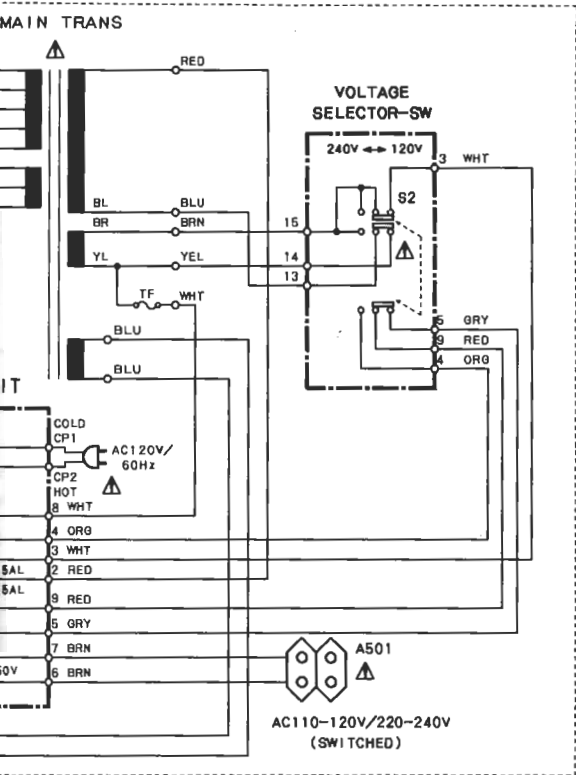 MAIN TRANS
RED
VOLTAGE
SELECTOR-SW
240V ↔ 120V
3 WHT
BL BLU
S2
BR BRN 15
YL YEL 14
13
TF WHT
BLU
5 GRY
9 RED
BLU
4 ORG
IT
COLD
CP1
AC120V/
60Hz
CP2
HOT
8 WHT
4 ORG
3 WHT
5AL 2 RED
5AL
9 RED
5 GRY
7 BRN
A501
0V 6 BRN
AC110-120V/220-240V
(SWITCHED)